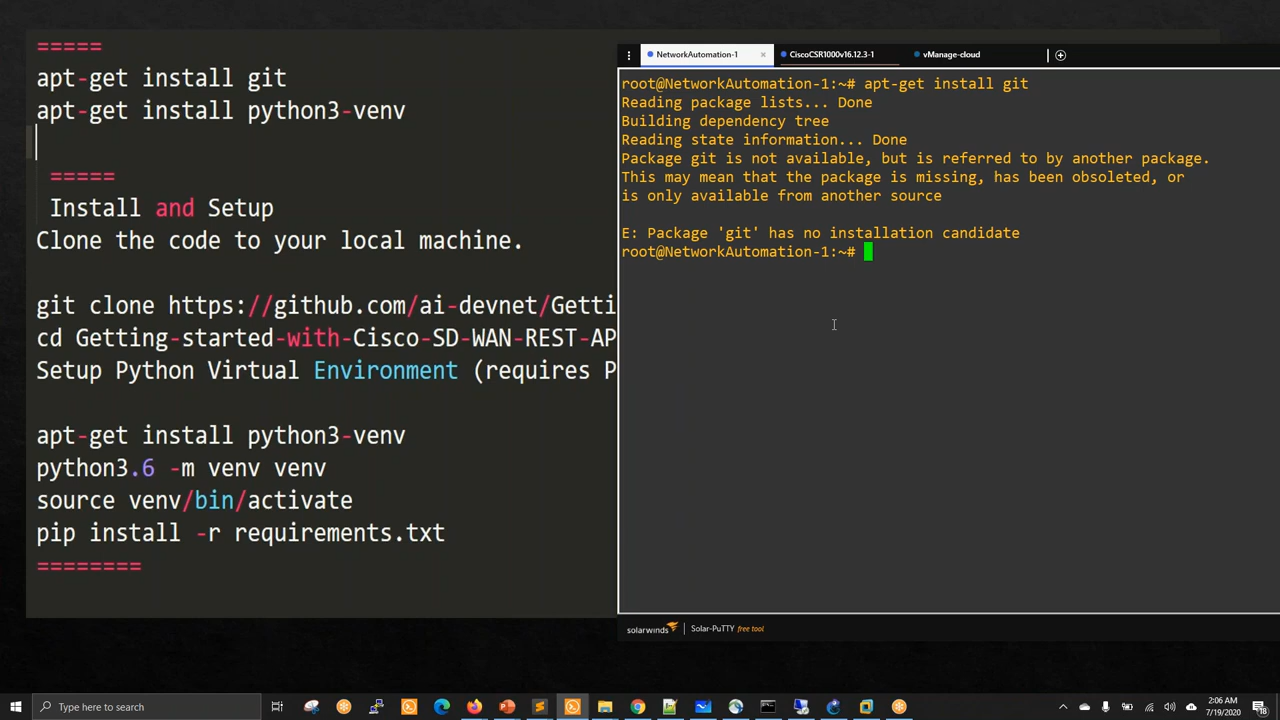 =====
apt-get install git
apt-get install python3-venv
=====
Install and Setup
Clone the code to your local machine.
git clone https://github.com/ai-devnet/Getti
cd Getting-started-with-Cisco-SD-WAN-REST-AP
Setup Python Virtual Environment (requires P
apt-get install python3-venv
python3.6 -m venv venv
source venv/bin/activate
pip install -r requirements.txt
========
NetworkAutomation-1 × CiscoCSR1000v16.12.3-1 vManage-cloud
root@NetworkAutomation-1:~# apt-get install git
Reading package lists... Done
Building dependency tree
Reading state information... Done
Package git is not available, but is referred to by another package.
This may mean that the package is missing, has been obsoleted, or
is only available from another source
E: Package 'git' has no installation candidate
root@NetworkAutomation-1:~#
solarwinds Solar-PuTTY free tool
Type here to search
2:06 AM
7/19/2020
18